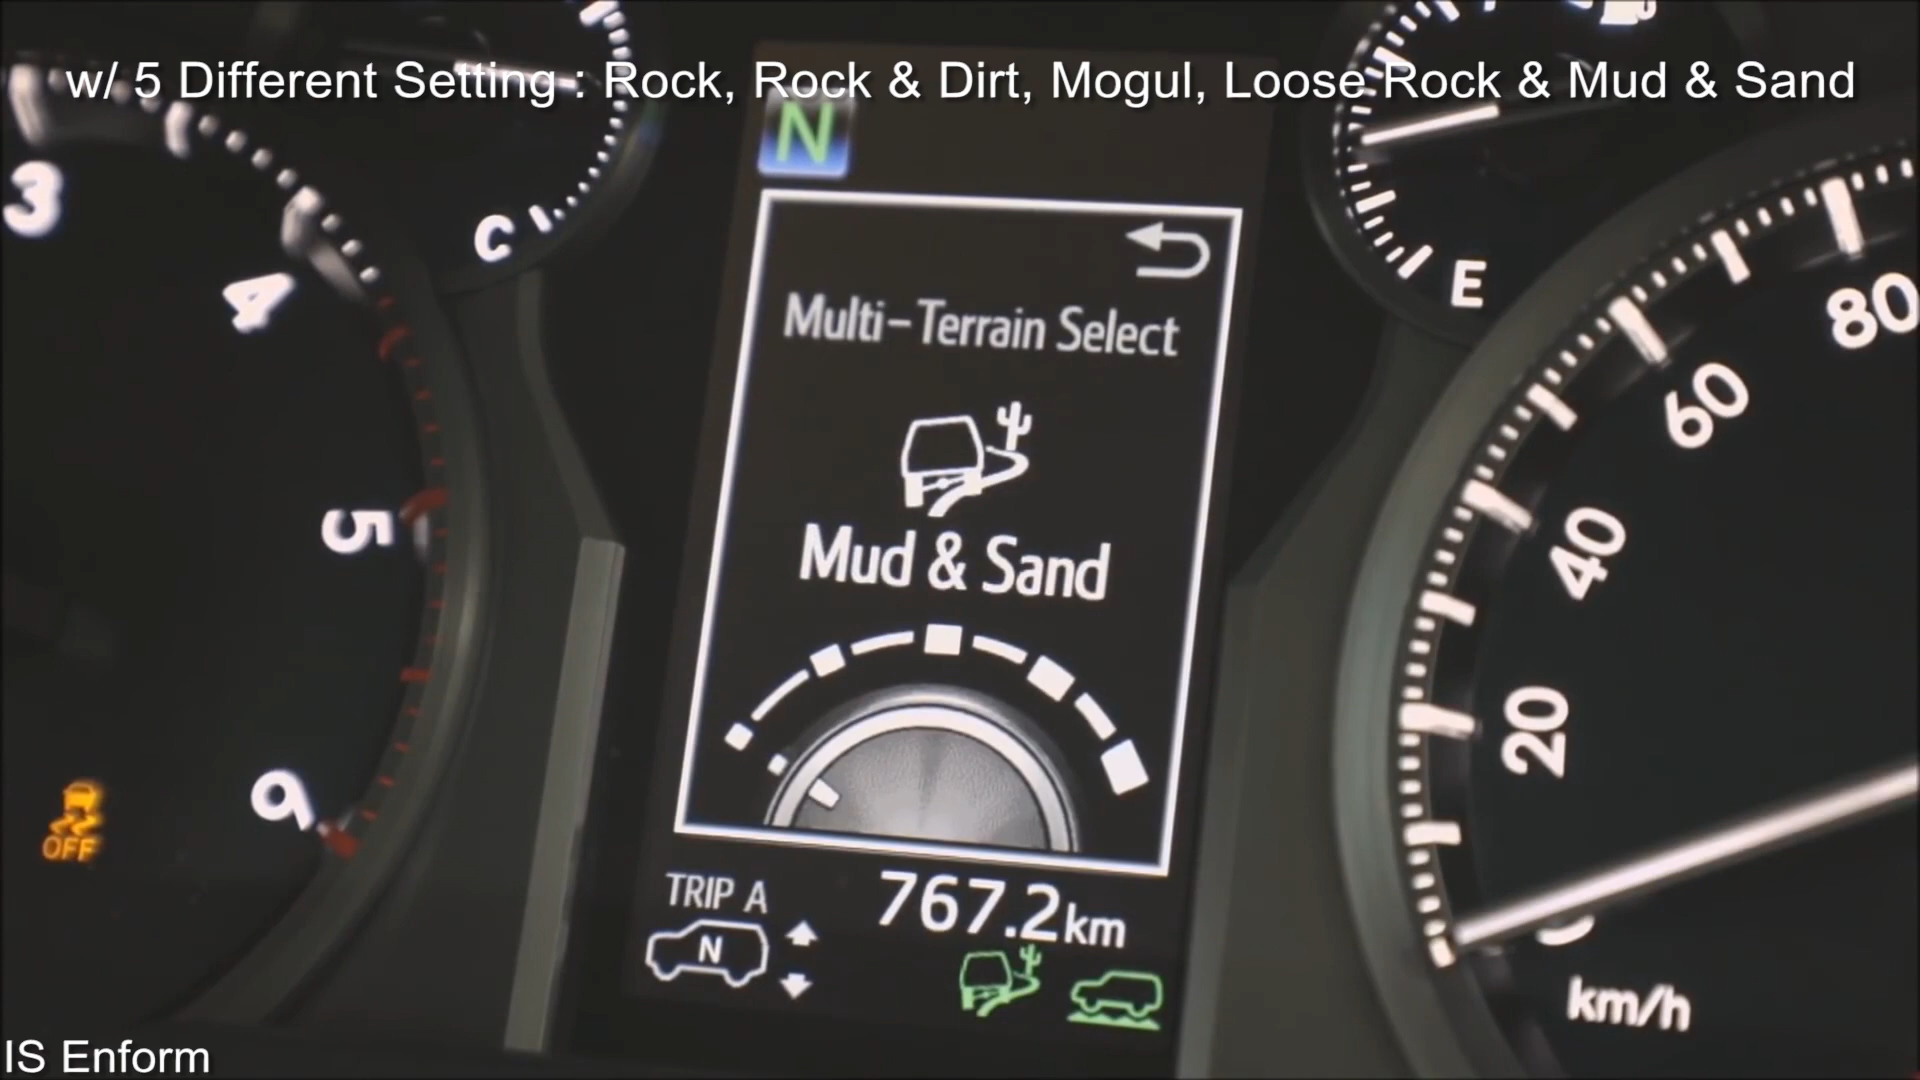 w/ 5 Different Setting : Rock, Rock & Dirt, Mogul, Loose Rock & Mud & Sand
N
3
4
5
6
C
E
80
60
40
20
0
km/h
Multi-Terrain Select
Mud & Sand
OFF
TRIP A
767.2km
N
IS Enform